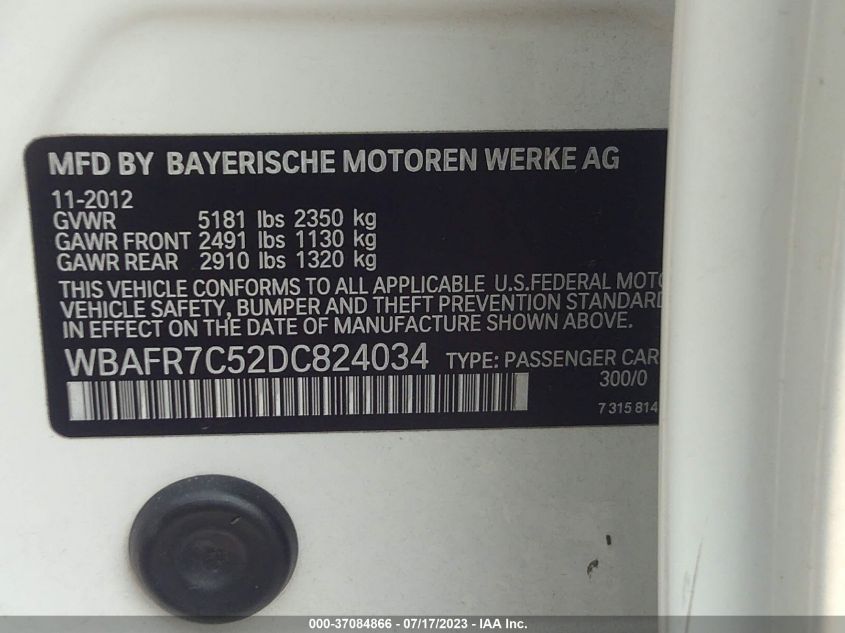 MFD BY BAYERISCHE MOTOREN WERKE AG
11-2012
GVWR 5181 lbs 2350 kg
GAWR FRONT 2491 lbs 1130 kg
GAWR REAR 2910 lbs 1320 kg
THIS VEHICLE CONFORMS TO ALL APPLICABLE U.S.FEDERAL
VEHICLE SAFETY, BUMPER AND THEFT PREVENTION STANDARD
IN EFFECT ON THE DATE OF MANUFACTURE SHOWN ABOVE.
WBAFR7C52DC824034 TYPE: PASSENGER CAR
300/0
7 315 814
000-37084866 - 07/17/2023 - IAA Inc.